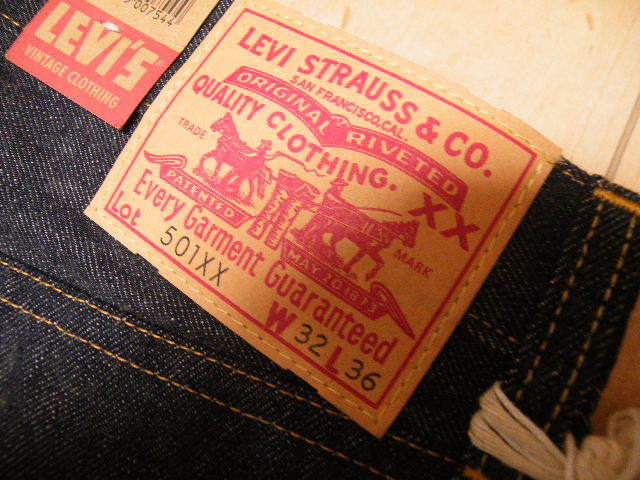 007544
LEVI'S®
VINTAGE CLOTHING
LEVI STRAUSS & CO.
SAN FRANCISCO, CAL.
ORIGINAL RIVETED
QUALITY CLOTHING. XX
TRADE MARK
PATENTED MAY 20 1873
Every Garment Guaranteed
Lot 501XX W 32 L 36